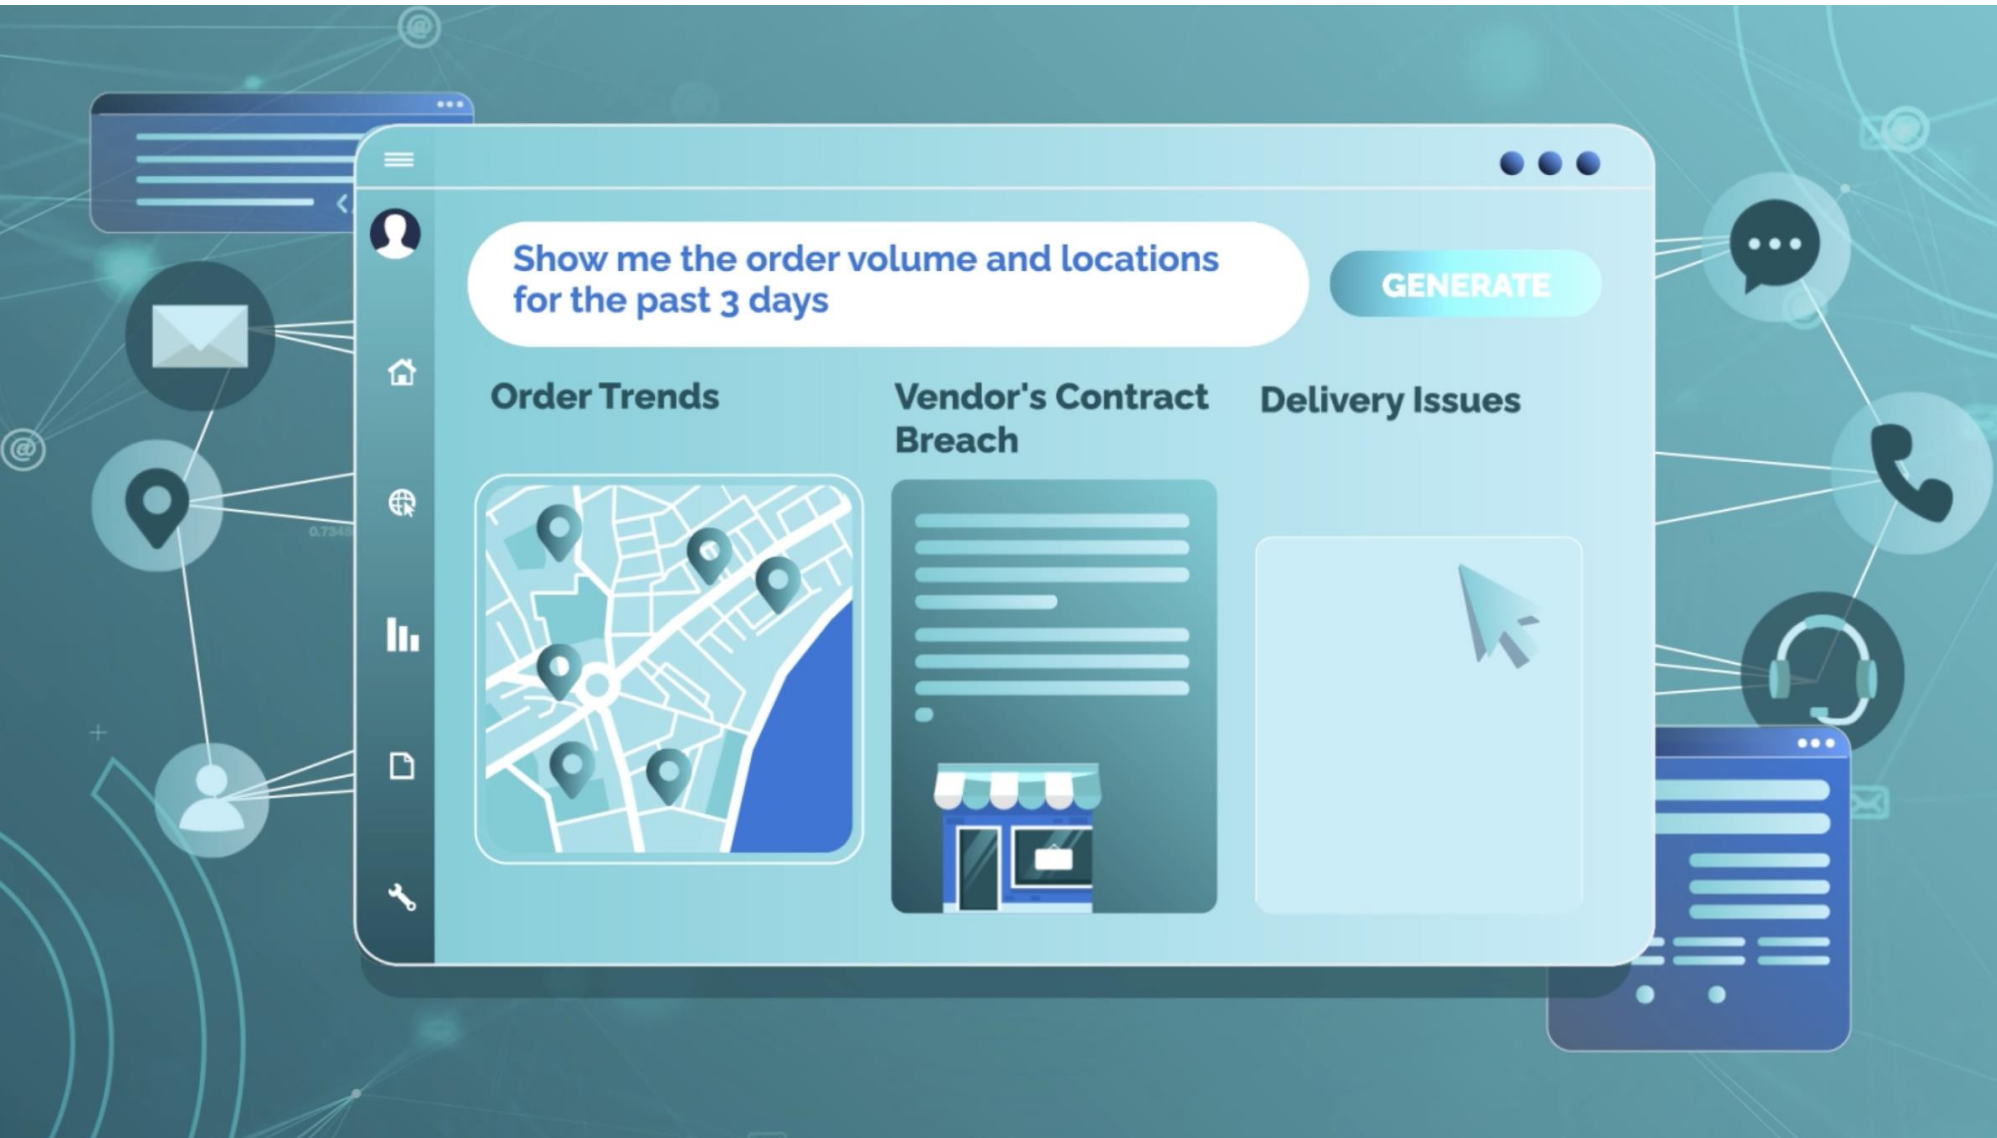 Show me the order volume and locations
for the past 3 days
GENERATE
Order Trends
Vendor's Contract
Breach
Delivery Issues